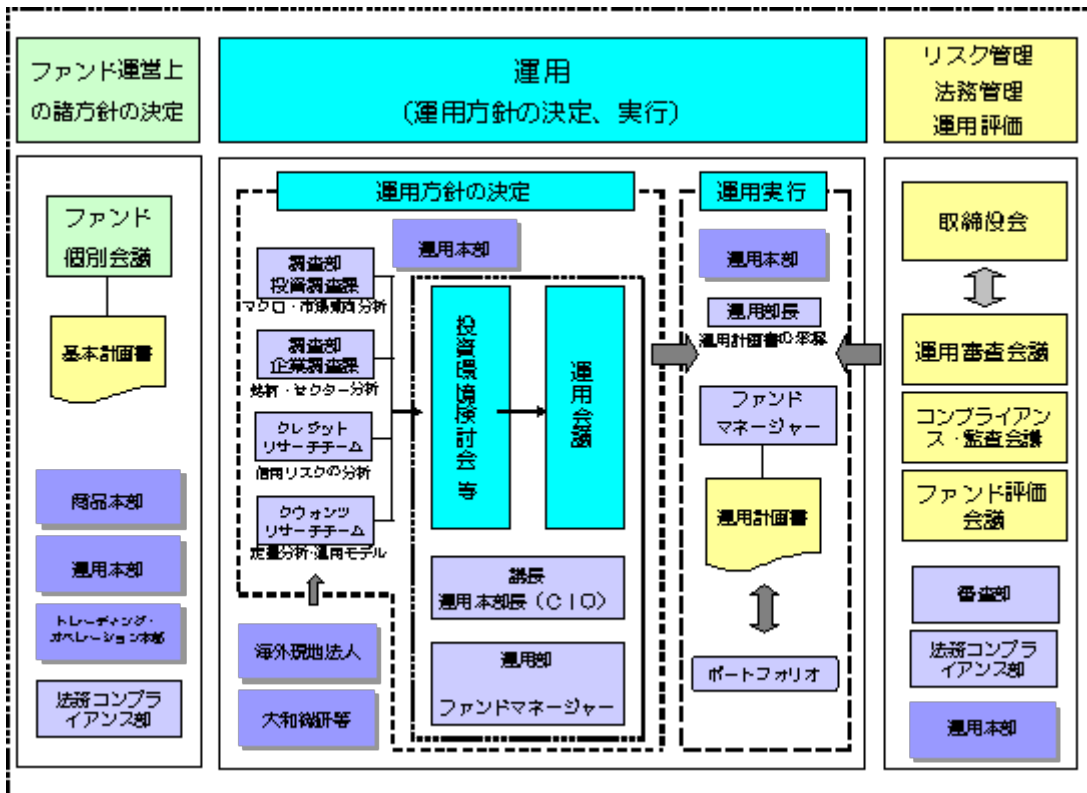 ファンド運営上
の諸方針の決定
運用
（運用方針の決定、実行）
リスク管理
法務管理
運用評価
ファンド
個別会議
基本計画書
商品本部
運用本部
トレーディング・
オペレーション本部
法務コンプラ
イアンス部
運用方針の決定
運用本部
調査部
投資調査課
マクロ・市場動向分析
調査部
企業調査課
銘柄・セクター分析
クレジット
リサーチチーム
信用リスクの分析
クウォンツ
リサーチチーム
定量分析・運用モデル
海外現地法人
大和総研等
投資環境検討会 等
運用会議
議長
運用本部長（ＣＩＯ）
運用部
ファンドマネージャー
運用実行
運用本部
運用部長
運用計画書の承認
ファンド
マネージャー
運用計画書
ポートフォリオ
取締役会
運用審査会議
コンプライアン
ス・監査会議
ファンド評価
会議
審査部
法務コンプラ
イアンス部
運用本部